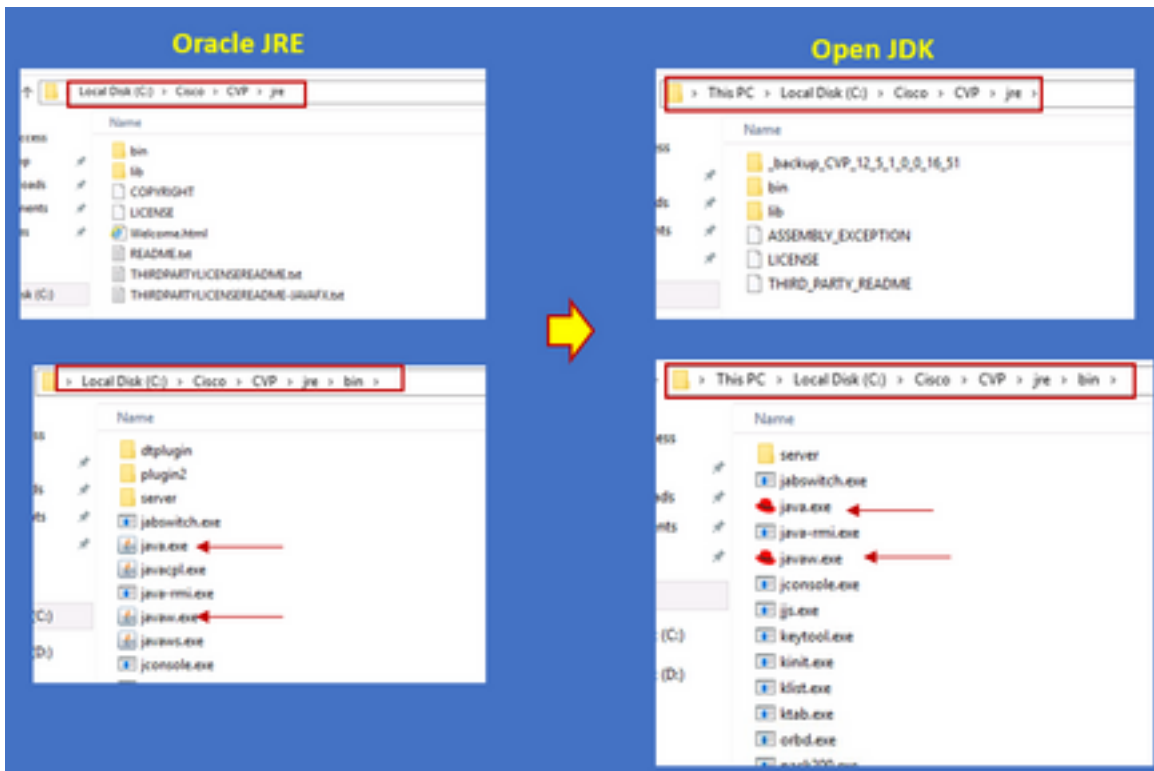 Oracle JRE
Local Disk (C:) > Cisco > CVP > jre
Name
bin
lib
COPYRIGHT
LICENSE
Welcome.html
README.txt
THIRDPARTYLICENSEREADME.txt
THIRDPARTYLICENSEREADME-JAVAFX.txt
> Local Disk (C:) > Cisco > CVP > jre > bin >
Name
dtplugin
plugin2
server
jabswitch.exe
java.exe
javacpl.exe
java-rmi.exe
javaw.exe
javaws.exe
jconsole.exe
Open JDK
> This PC > Local Disk (C:) > Cisco > CVP > jre >
Name
_backup_CVP_12_5_1_0_0_16_51
bin
lib
ASSEMBLY_EXCEPTION
LICENSE
THIRD_PARTY_README
> This PC > Local Disk (C:) > Cisco > CVP > jre > bin >
Name
server
jabswitch.exe
java.exe
java-rmi.exe
javaw.exe
jconsole.exe
jjs.exe
keytool.exe
kinit.exe
klist.exe
ktab.exe
orbd.exe
(C:)
(D:)